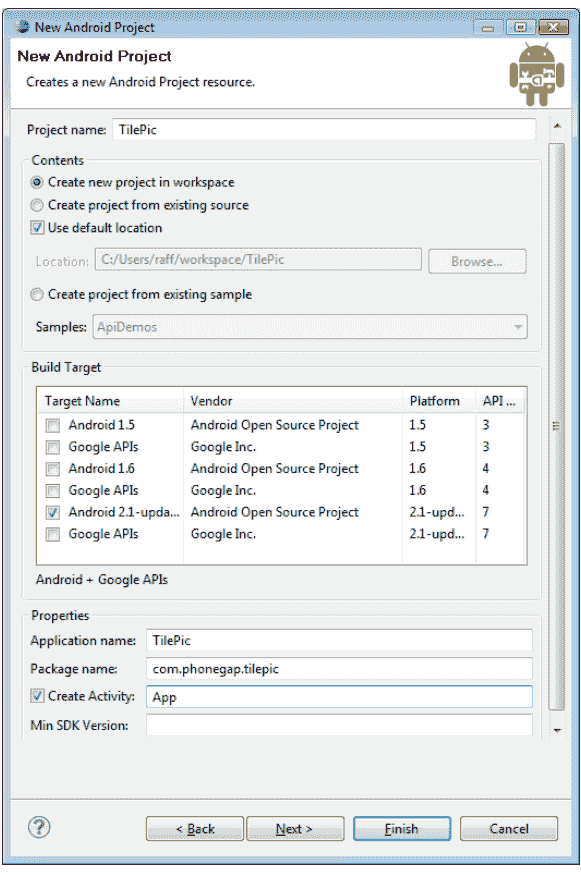 New Android Project
New Android Project
Creates a new Android Project resource.
Project name: TilePic
Contents
Create new project in workspace
Create project from existing source
Use default location
Location: C:/Users/raff/workspace/TilePic Browse...
Create project from existing sample
Samples: ApiDemos
Build Target
Target Name Vendor Platform API ...
Android 1.5 Android Open Source Project 1.5 3
Google APIs Google Inc. 1.5 3
Android 1.6 Android Open Source Project 1.6 4
Google APIs Google Inc. 1.6 4
Android 2.1-upda... Android Open Source Project 2.1-upd... 7
Google APIs Google Inc. 2.1-upd... 7
Android + Google APIs
Properties
Application name: TilePic
Package name: com.phonegap.tilepic
Create Activity: App
Min SDK Version:
? < Back Next > Finish Cancel